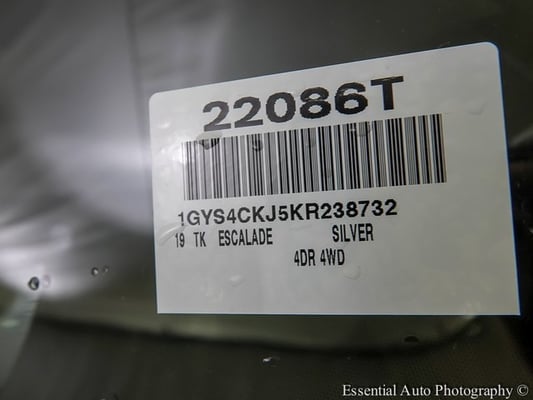 22086T
1GYS4CKJ5KR238732
19 TK ESCALADE SILVER
4DR 4WD
Essential Auto Photography ©